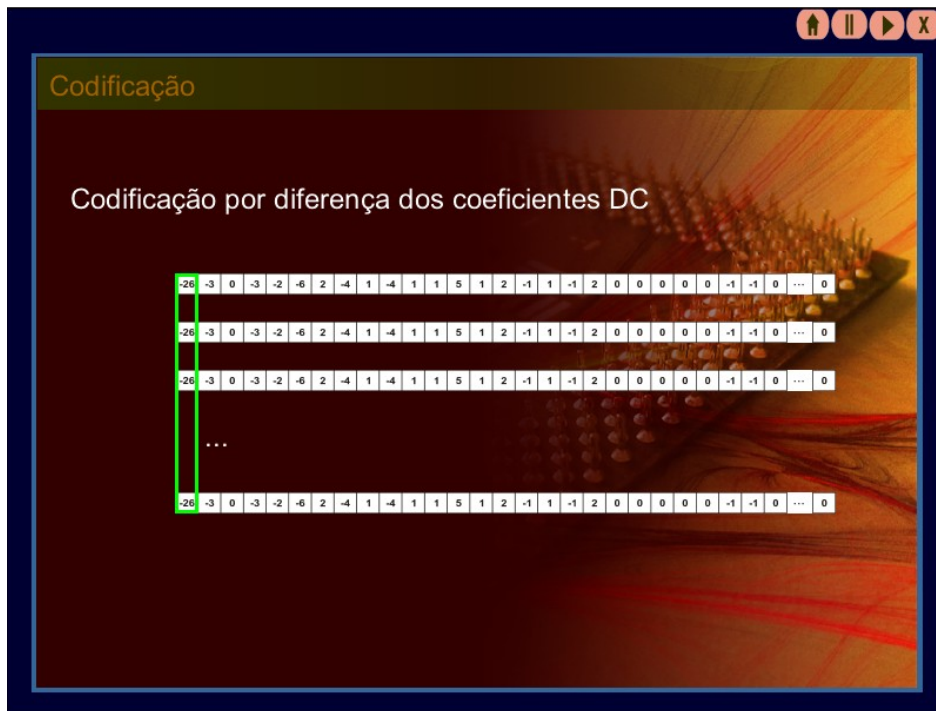 X
Codificação
Codificação por diferença dos coeficientes DC
-26 -3 0 -3 -2 -6 2 -4 1 -4 1 1 5 1 2 -1 1 -1 2 0 0 0 0 0 -1 -1 0 ... 0
-26 -3 0 -3 -2 -6 2 -4 1 -4 1 1 5 1 2 -1 1 -1 2 0 0 0 0 0 -1 -1 0 ... 0
-26 -3 0 -3 -2 -6 2 -4 1 -4 1 1 5 1 2 -1 1 -1 2 0 0 0 0 0 -1 -1 0 ... 0
...
-26 -3 0 -3 -2 -6 2 -4 1 -4 1 1 5 1 2 -1 1 -1 2 0 0 0 0 0 -1 -1 0 ... 0